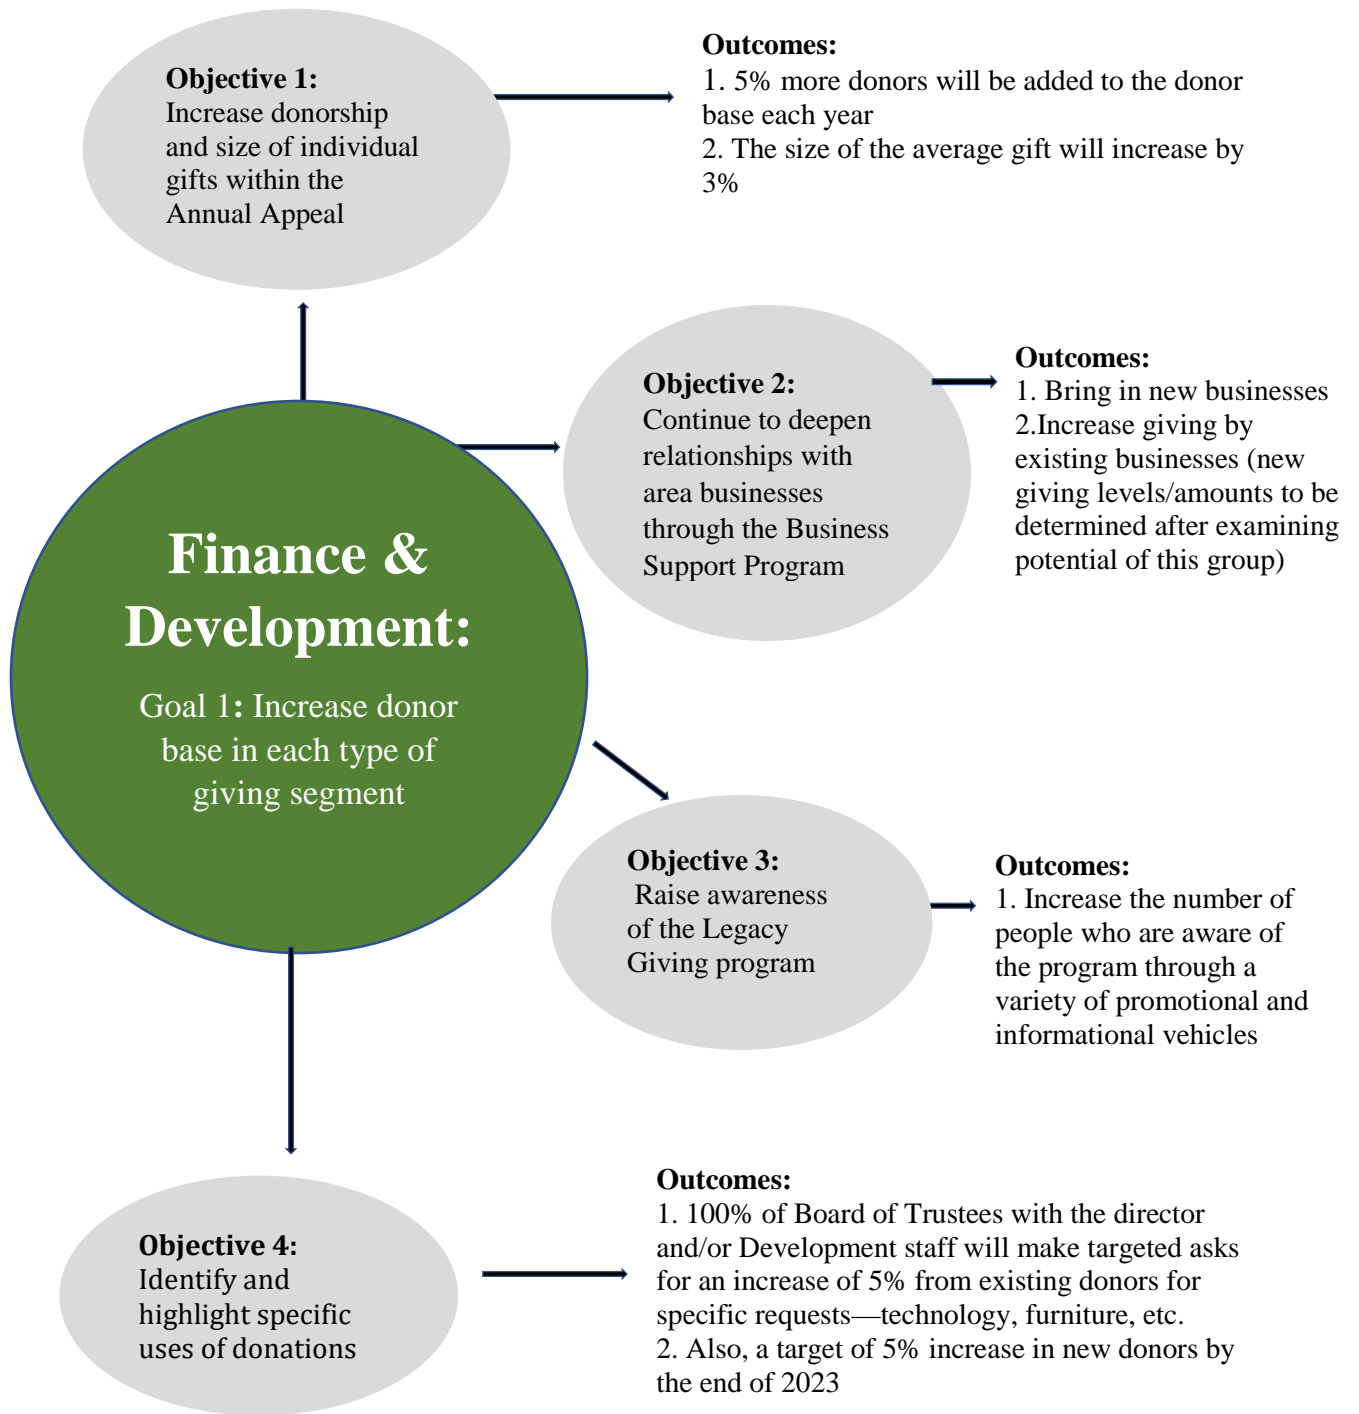 Objective 1:
Increase donorship
and size of individual
gifts within the
Annual Appeal
Outcomes:
1. 5% more donors will be added to the donor
base each year
2. The size of the average gift will increase by
3%
Finance &
Development:
Goal 1: Increase donor
base in each type of
giving segment
Objective 2:
Continue to deepen
relationships with
area businesses
through the Business
Support Program
Outcomes:
1. Bring in new businesses
2.Increase giving by
existing businesses (new
giving levels/amounts to be
determined after examining
potential of this group)
Objective 3:
Raise awareness
of the Legacy
Giving program
Outcomes:
1. Increase the number of
people who are aware of
the program through a
variety of promotional and
informational vehicles
Objective 4:
Identify and
highlight specific
uses of donations
Outcomes:
1. 100% of Board of Trustees with the director
and/or Development staff will make targeted asks
for an increase of 5% from existing donors for
specific requests—technology, furniture, etc.
2. Also, a target of 5% increase in new donors by
the end of 2023